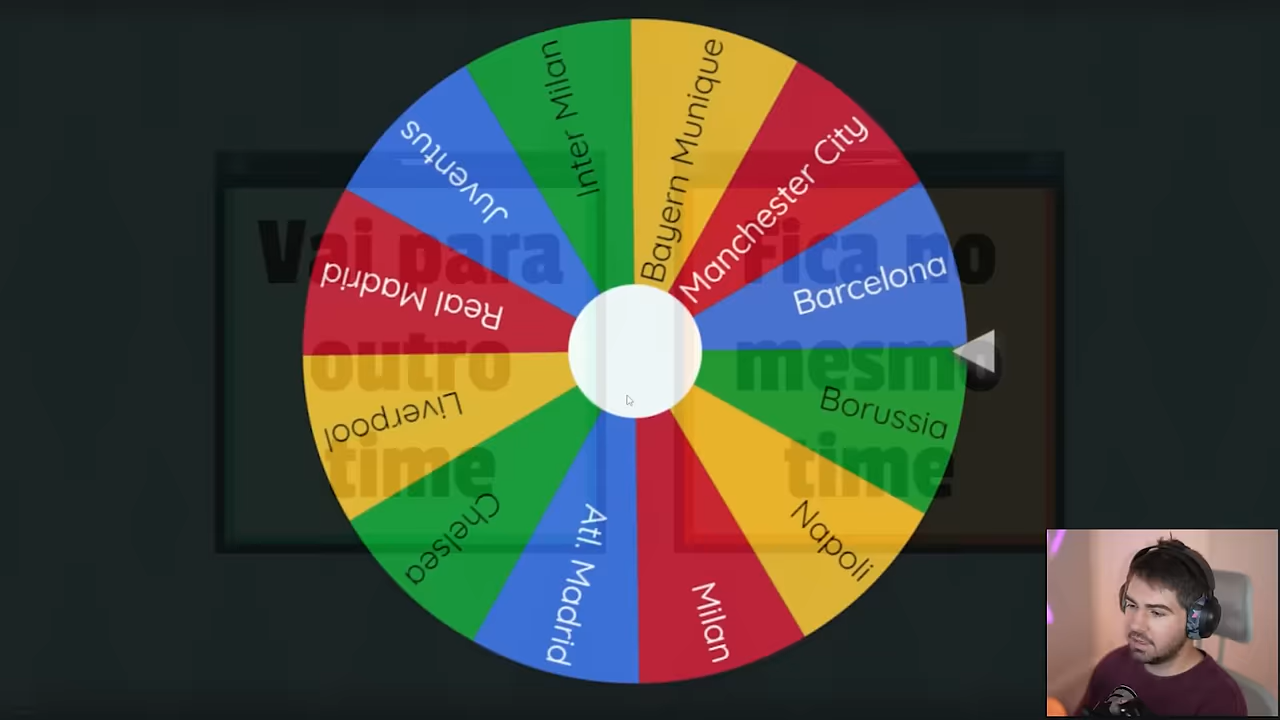 Inter Milan
Bayern Munique
Manchester City
Barcelona
Borussia
Napoli
Milan
Atl. Madrid
Chelsea
Liverpool
Real Madrid
Juventus
Vai para
outro
time
Fica no
mesmo
time